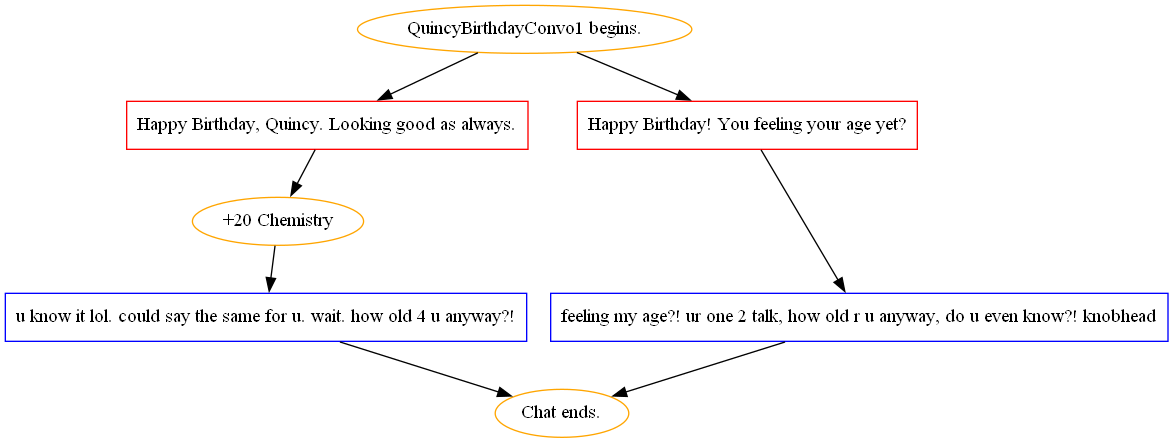 QuincyBirthdayConvo1 begins.
Happy Birthday, Quincy. Looking good as always.
Happy Birthday! You feeling your age yet?
+20 Chemistry
u know it lol. could say the same for u. wait. how old 4 u anyway?!
feeling my age?! ur one 2 talk, how old r u anyway, do u even know?! knobhead
Chat ends.